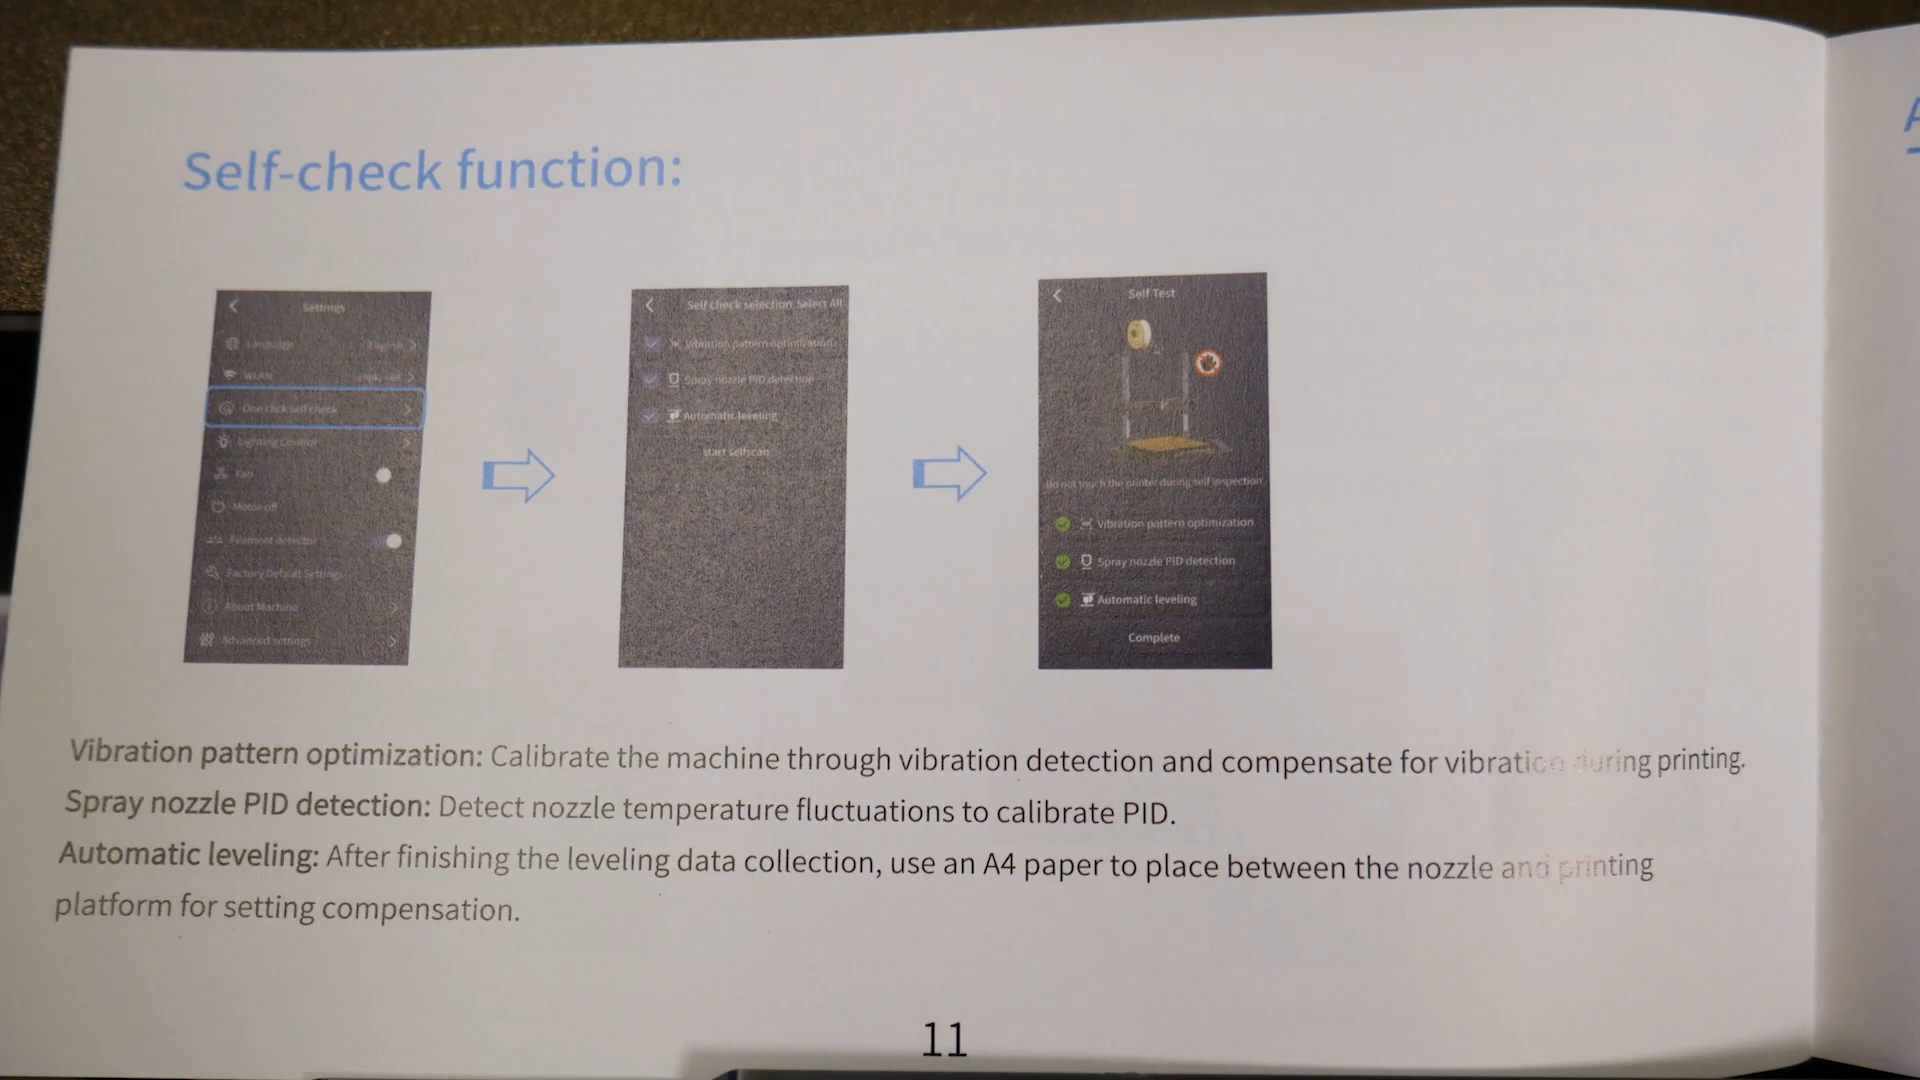 Self-check function:
Settings
Language English
WLAN
One click self check
Lighting Control
Fan
Motor off
Filament detector
Factory Default Settings
About Machine
Advanced settings
Self check selection Select All
Vibration pattern optimization
Spray nozzle PID detection
Automatic leveling
start selfscan
Self Test
Do not touch the printer during self inspection
Vibration pattern optimization
Spray nozzle PID detection
Automatic leveling
Complete
Vibration pattern optimization: Calibrate the machine through vibration detection and compensate for vibration during printing.
Spray nozzle PID detection: Detect nozzle temperature fluctuations to calibrate PID.
Automatic leveling: After finishing the leveling data collection, use an A4 paper to place between the nozzle and printing
platform for setting compensation.
11